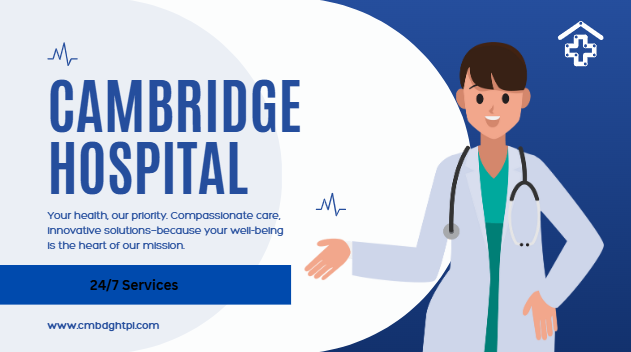 CAMBRIDGE
HOSPITAL
Your health, our priority. Compassionate care,
innovative solutions–because your well-being
is the heart of our mission.
24/7 Services
www.cmbdghtpl.com